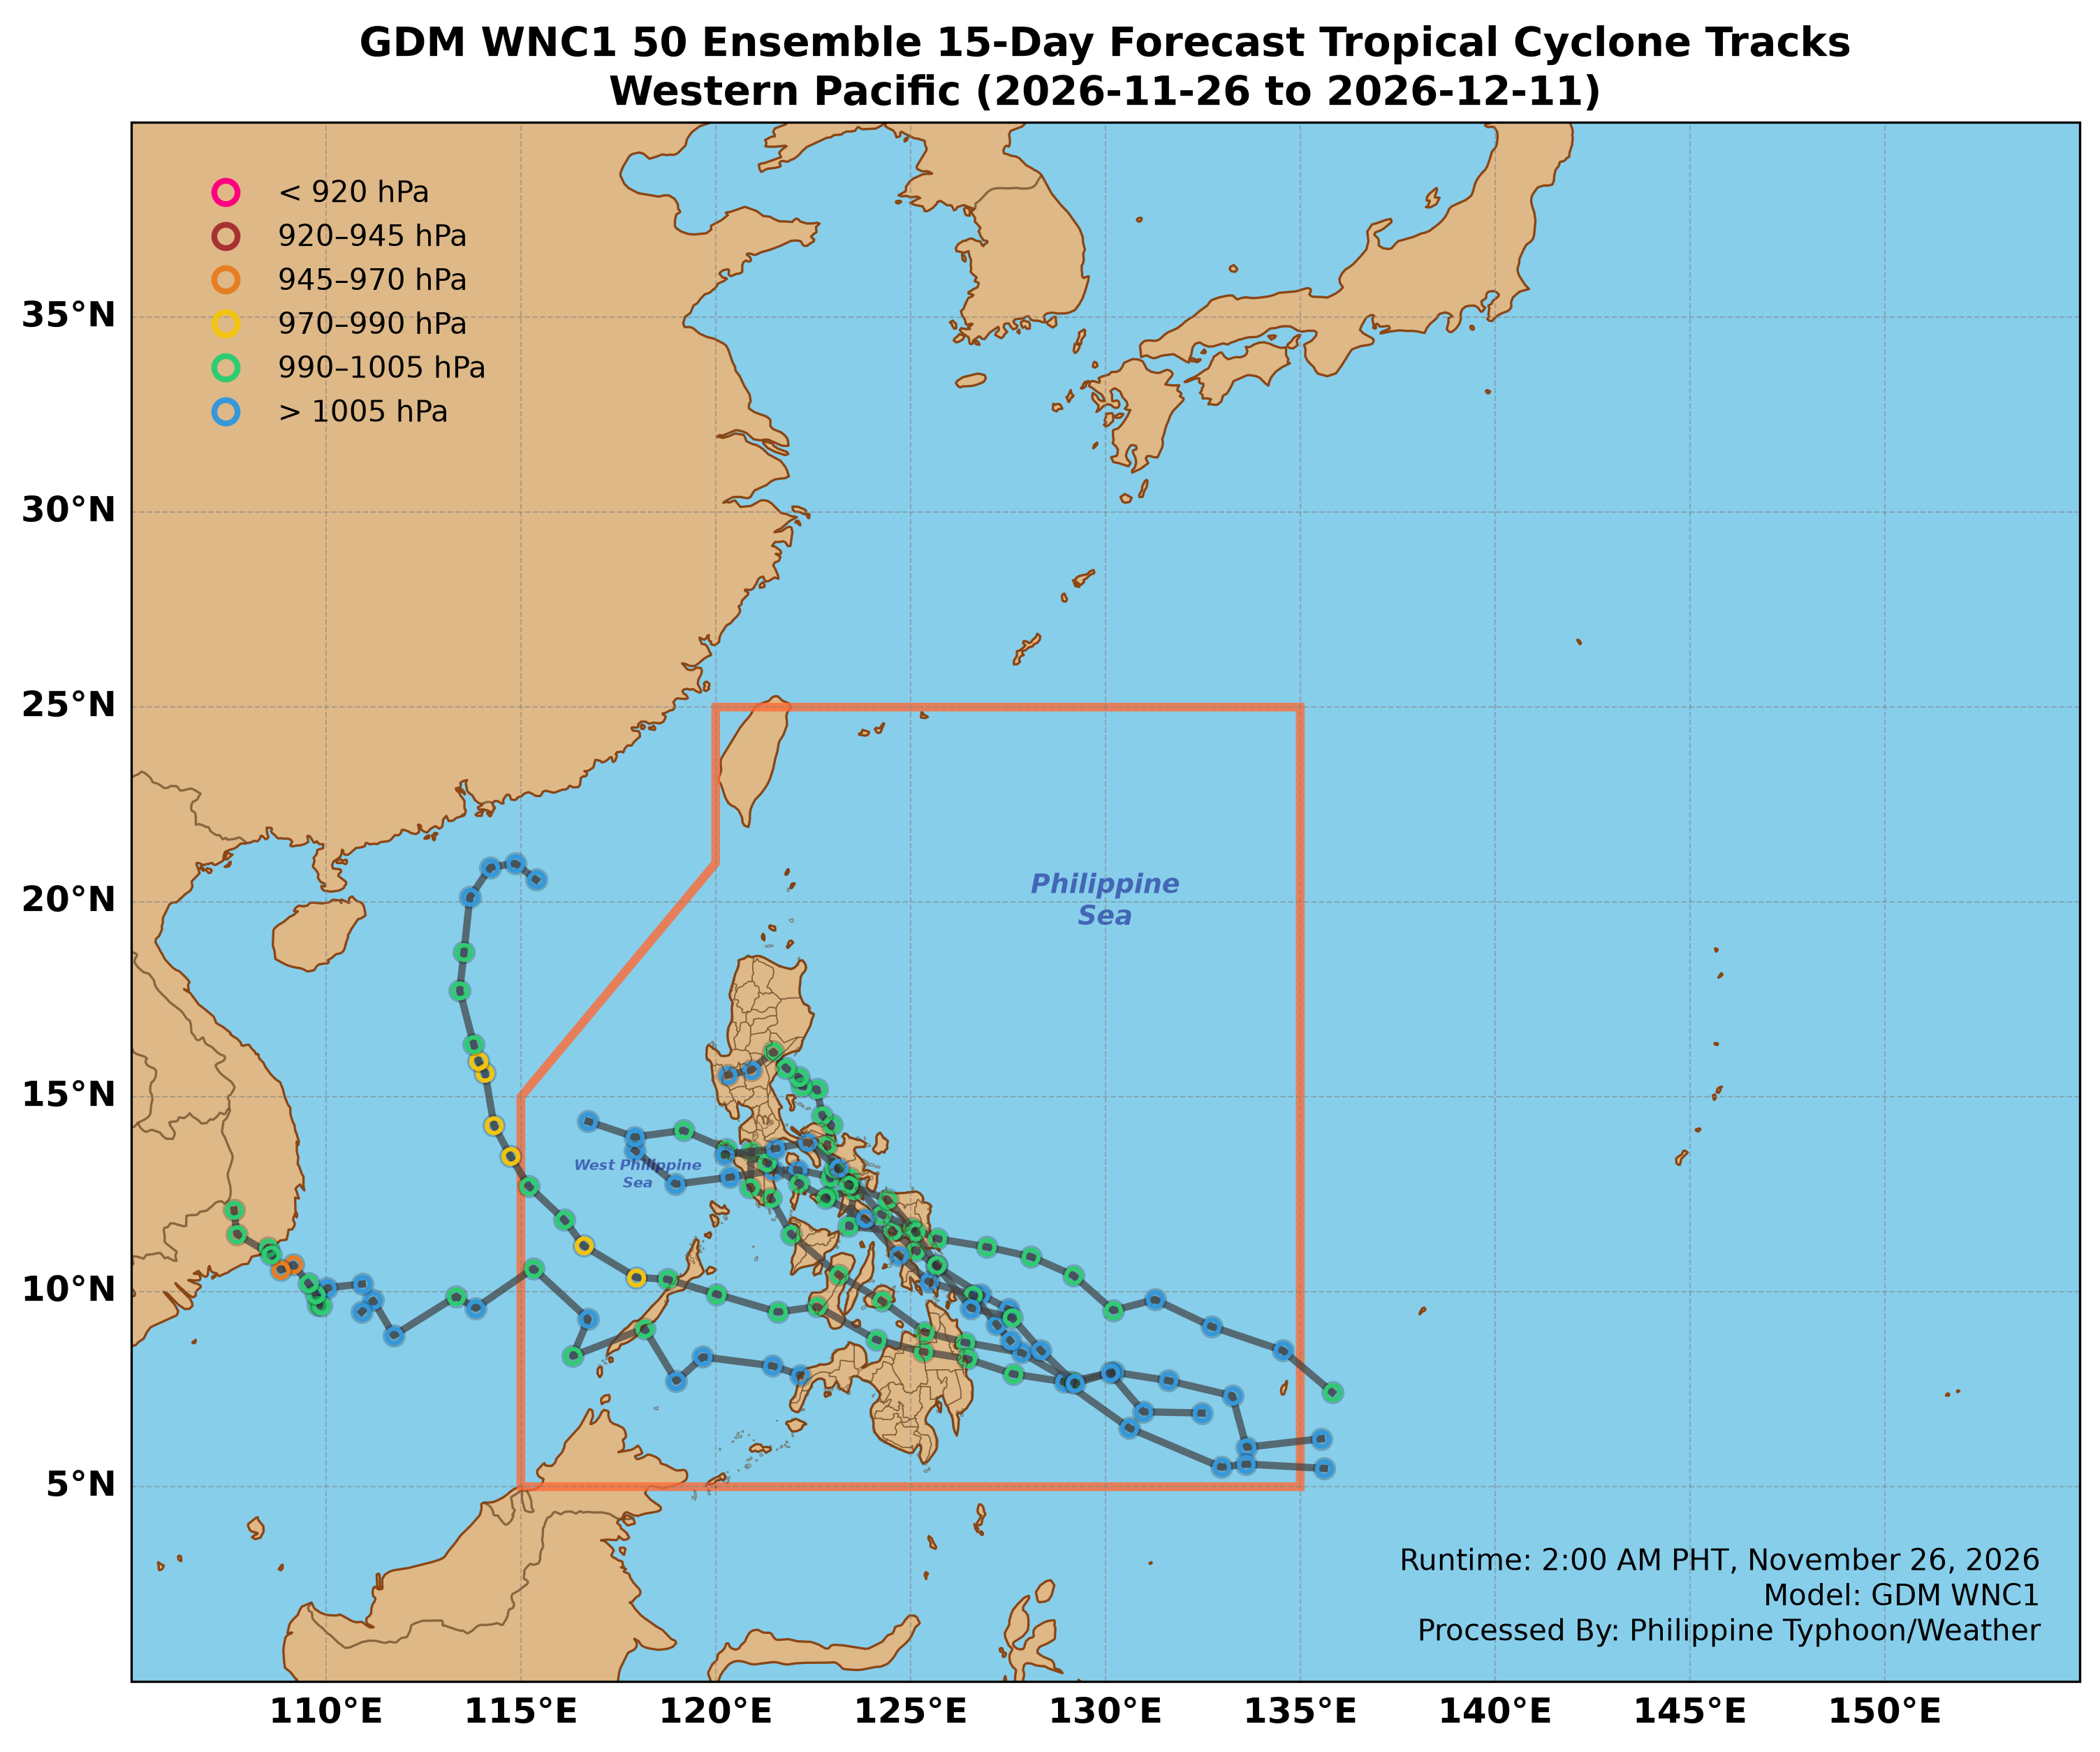 GDM WNC1 50 Ensemble 15-Day Forecast Tropical Cyclone Tracks
Western Pacific (2026-11-26 to 2026-12-11)
< 920 hPa
920–945 hPa
945–970 hPa
970–990 hPa
990–1005 hPa
> 1005 hPa
35°N
30°N
25°N
20°N
15°N
10°N
5°N
Philippine
Sea
West Philippine
Sea
Runtime: 2:00 AM PHT, November 26, 2026
Model: GDM WNC1
Processed By: Philippine Typhoon/Weather
110°E 115°E 120°E 125°E 130°E 135°E 140°E 145°E 150°E